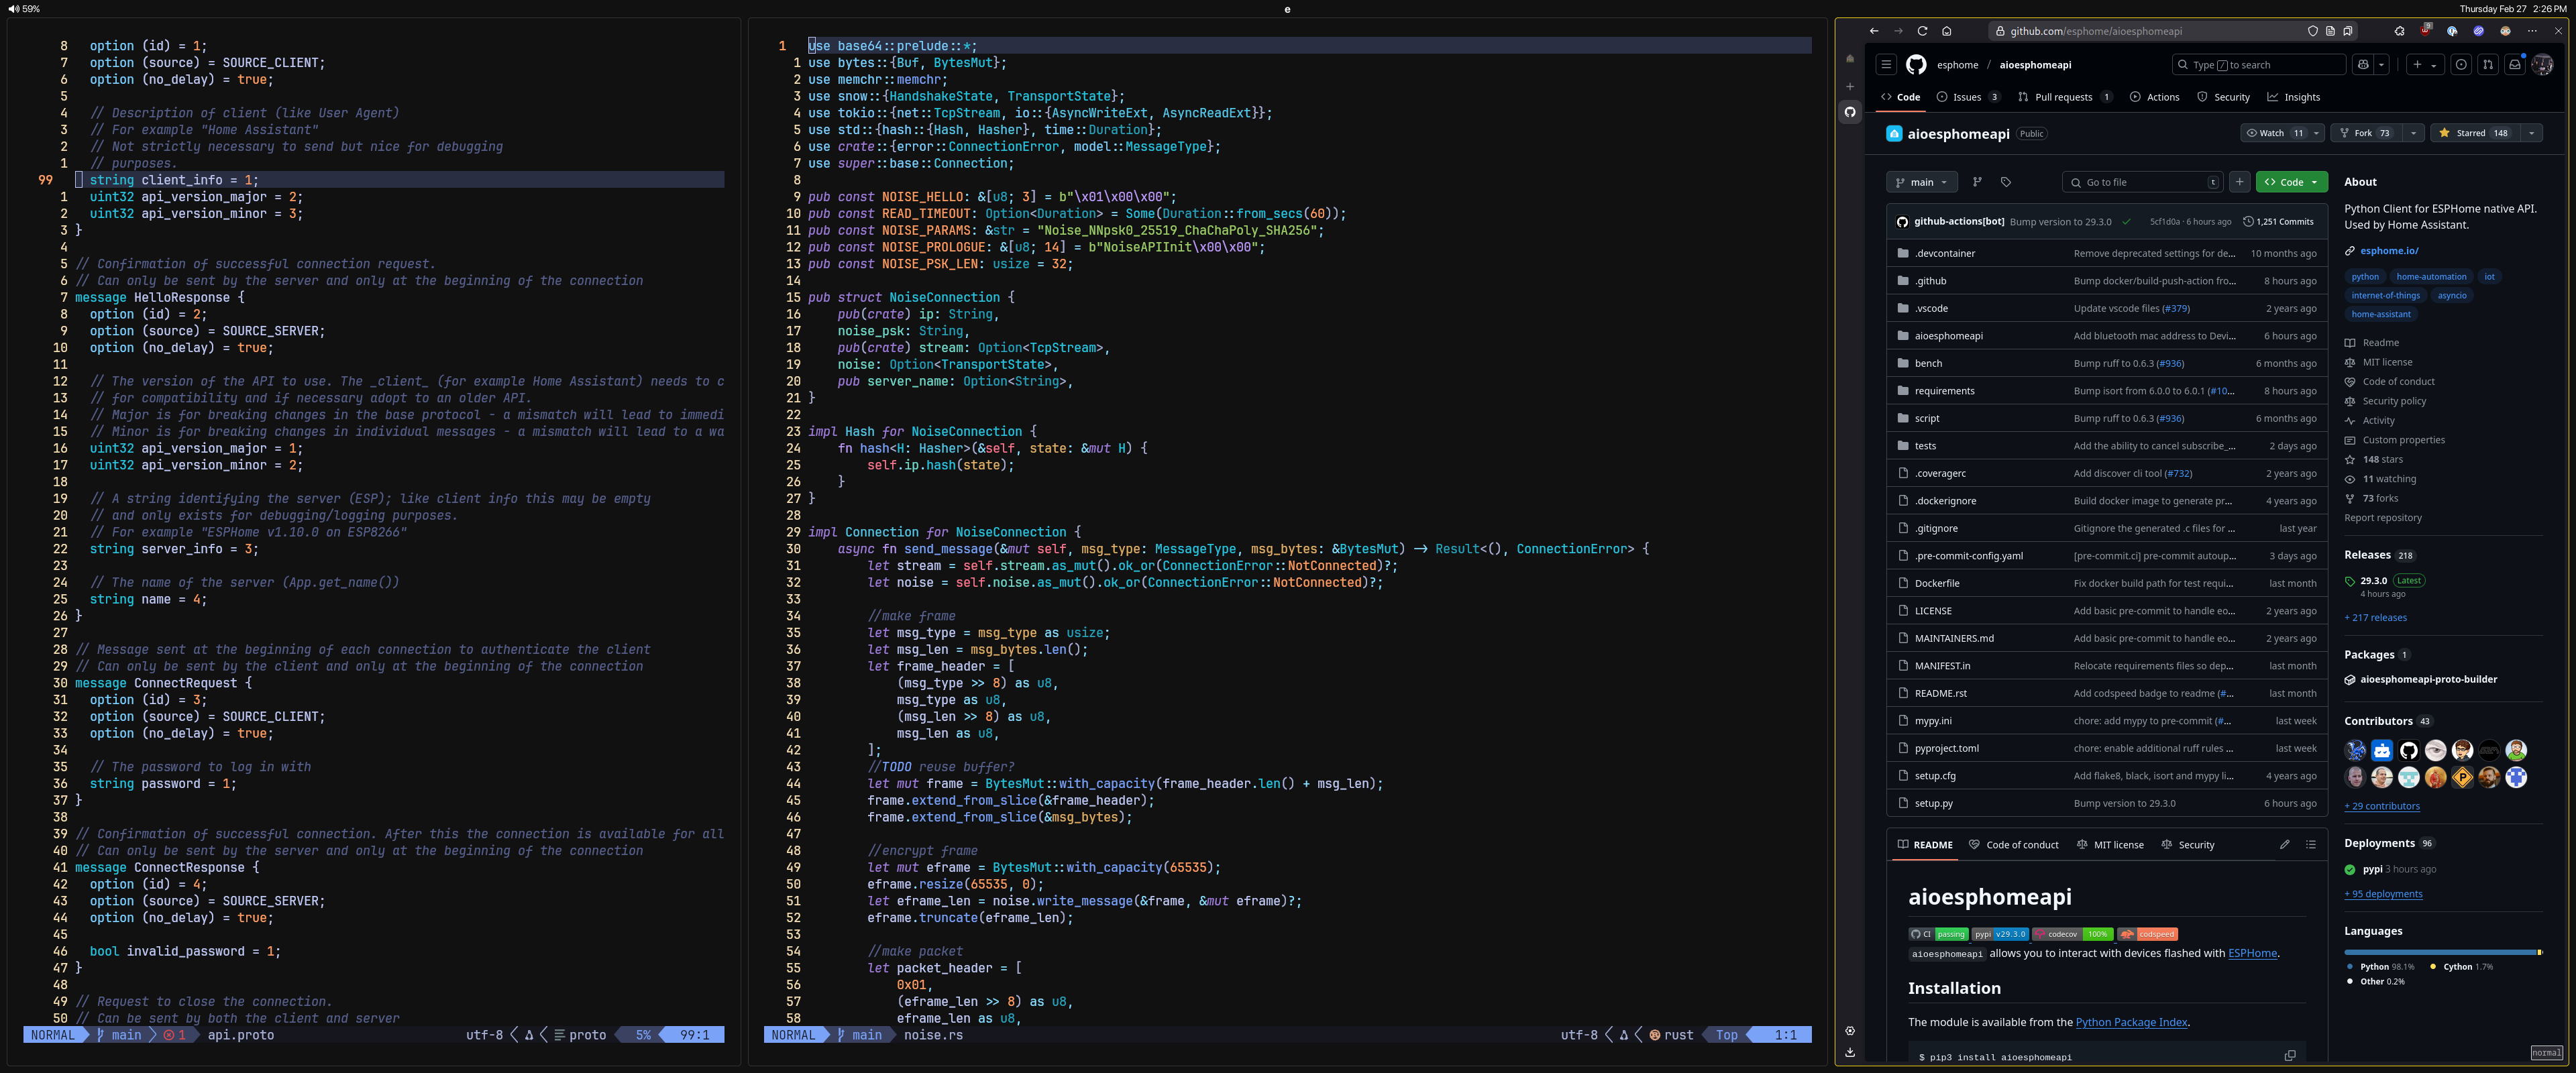 59%
e
Thursday Feb 27 2:26 PM
8 option (id) = 1;
7 option (source) = SOURCE_CLIENT;
6 option (no_delay) = true;
5
4 // Description of client (like User Agent)
3 // For example "Home Assistant"
2 // Not strictly necessary to send but nice for debugging
1 // purposes.
99 string client_info = 1;
1 uint32 api_version_major = 2;
2 uint32 api_version_minor = 3;
3 }
4
5 // Confirmation of successful connection request.
6 // Can only be sent by the server and only at the beginning of the connection
7 message HelloResponse {
8 option (id) = 2;
9 option (source) = SOURCE_SERVER;
10 option (no_delay) = true;
11
12 // The version of the API to use. The _client_ (for example Home Assistant) needs to c
13 // for compatibility and if necessary adopt to an older API.
14 // Major is for breaking changes in the base protocol - a mismatch will lead to immedi
15 // Minor is for breaking changes in individual messages - a mismatch will lead to a wa
16 uint32 api_version_major = 1;
17 uint32 api_version_minor = 2;
18
19 // A string identifying the server (ESP); like client info this may be empty
20 // and only exists for debugging/logging purposes.
21 // For example "ESPHome v1.10.0 on ESP8266"
22 string server_info = 3;
23
24 // The name of the server (App.get_name())
25 string name = 4;
26 }
27
28 // Message sent at the beginning of each connection to authenticate the client
29 // Can only be sent by the client and only at the beginning of the connection
30 message ConnectRequest {
31 option (id) = 3;
32 option (source) = SOURCE_CLIENT;
33 option (no_delay) = true;
34
35 // The password to log in with
36 string password = 1;
37 }
38
39 // Confirmation of successful connection. After this the connection is available for all
40 // Can only be sent by the server and only at the beginning of the connection
41 message ConnectResponse {
42 option (id) = 4;
43 option (source) = SOURCE_SERVER;
44 option (no_delay) = true;
45
46 bool invalid_password = 1;
47 }
48
49 // Request to close the connection.
50 // Can be sent by both the client and server
NORMAL main 1 api.proto utf-8 proto 5% 99:1
1 use base64::prelude::*;
1 use bytes::{Buf, BytesMut};
2 use memchr::memchr;
3 use snow::{HandshakeState, TransportState};
4 use tokio::{net::TcpStream, io::{AsyncWriteExt, AsyncReadExt}};
5 use std::{hash::{Hash, Hasher}, time::Duration};
6 use crate::{error::ConnectionError, model::MessageType};
7 use super::base::Connection;
8
9 pub const NOISE_HELLO: &[u8; 3] = b"\x01\x00\x00";
10 pub const READ_TIMEOUT: Option<Duration> = Some(Duration::from_secs(60));
11 pub const NOISE_PARAMS: &str = "Noise_NNpsk0_25519_ChaChaPoly_SHA256";
12 pub const NOISE_PROLOGUE: &[u8; 14] = b"NoiseAPIInit\x00\x00";
13 pub const NOISE_PSK_LEN: usize = 32;
14
15 pub struct NoiseConnection {
16 pub(crate) ip: String,
17 noise_psk: String,
18 pub(crate) stream: Option<TcpStream>,
19 noise: Option<TransportState>,
20 pub server_name: Option<String>,
21 }
22
23 impl Hash for NoiseConnection {
24 fn hash<H: Hasher>(&self, state: &mut H) {
25 self.ip.hash(state);
26 }
27 }
28
29 impl Connection for NoiseConnection {
30 async fn send_message(&mut self, msg_type: MessageType, msg_bytes: &BytesMut) -> Result<(), ConnectionError> {
31 let stream = self.stream.as_mut().ok_or(ConnectionError::NotConnected)?;
32 let noise = self.noise.as_mut().ok_or(ConnectionError::NotConnected)?;
33
34 //make frame
35 let msg_type = msg_type as usize;
36 let msg_len = msg_bytes.len();
37 let frame_header = [
38 (msg_type >> 8) as u8,
39 msg_type as u8,
40 (msg_len >> 8) as u8,
41 msg_len as u8,
42 ];
43 //TODO reuse buffer?
44 let mut frame = BytesMut::with_capacity(frame_header.len() + msg_len);
45 frame.extend_from_slice(&frame_header);
46 frame.extend_from_slice(&msg_bytes);
47
48 //encrypt frame
49 let mut eframe = BytesMut::with_capacity(65535);
50 eframe.resize(65535, 0);
51 let eframe_len = noise.write_message(&frame, &mut eframe)?;
52 eframe.truncate(eframe_len);
53
54 //make packet
55 let packet_header = [
56 0x01,
57 (eframe_len >> 8) as u8,
58 eframe_len as u8,
NORMAL main noise.rs utf-8 rust Top 1:1
github.com/esphome/aioesphomeapi
9
esphome / aioesphomeapi
Type / to search
Code Issues 3 Pull requests 1 Actions Security Insights
aioesphomeapi Public
Watch 11 Fork 73 Starred 148
main Go to file t + Code
github-actions[bot] Bump version to 29.3.0 5cf1d0a · 6 hours ago 1,251 Commits
.devcontainer Remove deprecated settings for de... 10 months ago
.github Bump docker/build-push-action fro... 8 hours ago
.vscode Update vscode files (#379) 2 years ago
aioesphomeapi Add bluetooth mac address to Devi... 6 hours ago
bench Bump ruff to 0.6.3 (#936) 6 months ago
requirements Bump isort from 6.0.0 to 6.0.1 (#10... 8 hours ago
script Bump ruff to 0.6.3 (#936) 6 months ago
tests Add the ability to cancel subscribe_... 2 days ago
.coveragerc Add discover cli tool (#732) 2 years ago
.dockerignore Build docker image to generate pr... 4 years ago
.gitignore Gitignore the generated .c files for ... last year
.pre-commit-config.yaml [pre-commit.ci] pre-commit autoup... 3 days ago
Dockerfile Fix docker build path for test requi... last month
LICENSE Add basic pre-commit to handle eo... 2 years ago
MAINTAINERS.md Add basic pre-commit to handle eo... 2 years ago
MANIFEST.in Relocate requirements files so dep... last month
README.rst Add codspeed badge to readme (#... last month
mypy.ini chore: add mypy to pre-commit (#... last week
pyproject.toml chore: enable additional ruff rules ... last week
setup.cfg Add flake8, black, isort and mypy li... 4 years ago
setup.py Bump version to 29.3.0 6 hours ago
README Code of conduct MIT license Security
aioesphomeapi
CI passing pypi v29.3.0 codecov 100% codspeed
aioesphomeapi allows you to interact with devices flashed with ESPHome.
Installation
The module is available from the Python Package Index.
$ pip3 install aioesphomeapi
About
Python Client for ESPHome native API.
Used by Home Assistant.
esphome.io/
python home-automation iot
internet-of-things asyncio
home-assistant
Readme
MIT license
Code of conduct
Security policy
Activity
Custom properties
148 stars
11 watching
73 forks
Report repository
Releases 218
29.3.0 Latest
4 hours ago
+ 217 releases
Packages 1
aioesphomeapi-proto-builder
Contributors 43
+ 29 contributors
Deployments 96
pypi 3 hours ago
+ 95 deployments
Languages
Python 98.1% Cython 1.7%
Other 0.2%
normal